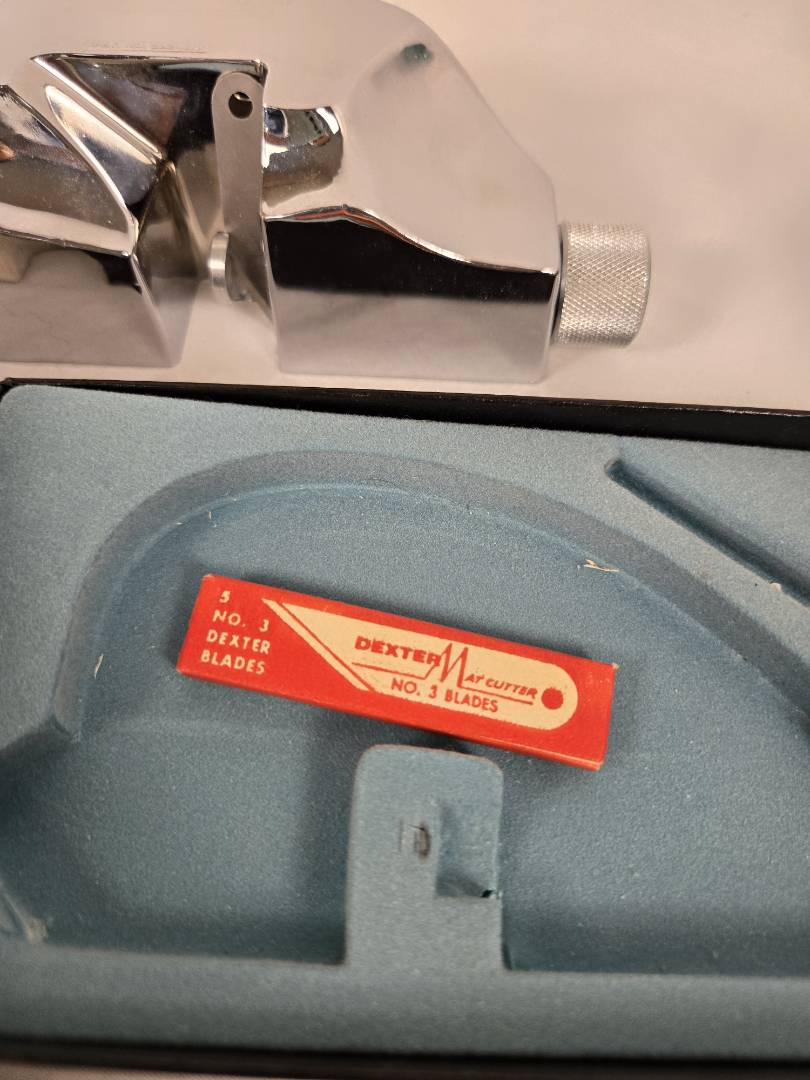 5
NO. 3
DEXTER
BLADES
DEXTER MAT CUTTER
NO. 3 BLADES